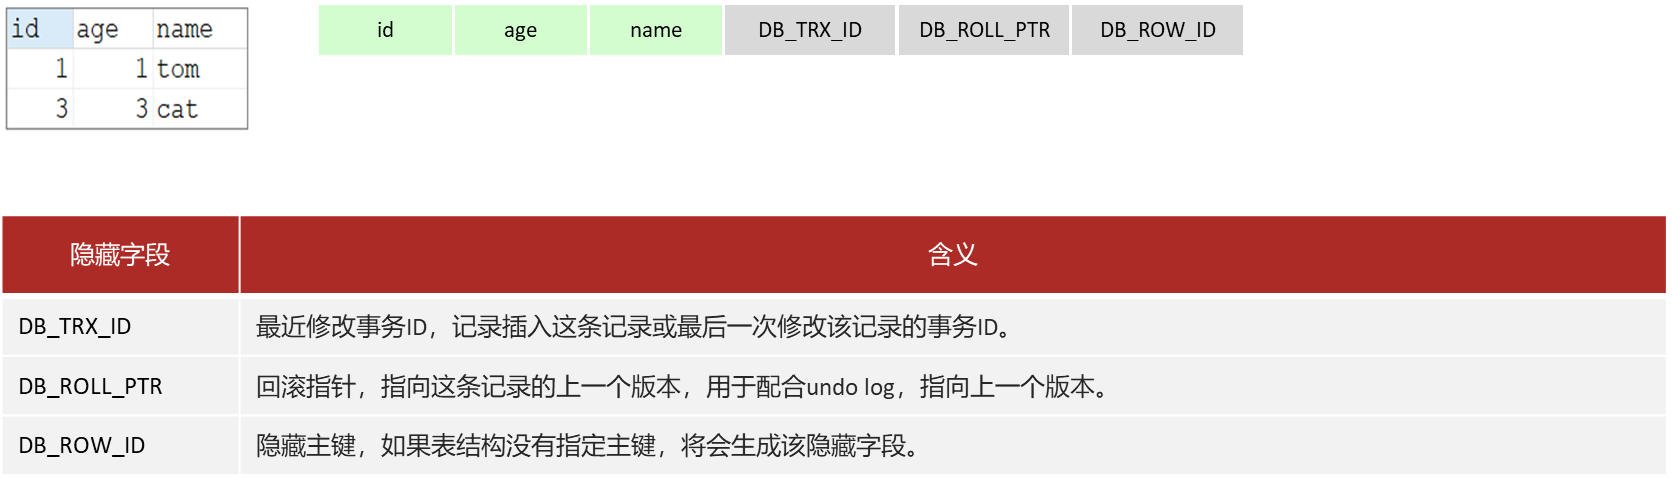 id age name
1 1 tom
3 3 cat
id age name DB_TRX_ID DB_ROLL_PTR DB_ROW_ID
隐藏字段 含义
DB_TRX_ID 最近修改事务ID，记录插入这条记录或最后一次修改该记录的事务ID。
DB_ROLL_PTR 回滚指针，指向这条记录的上一个版本，用于配合undo log，指向上一个版本。
DB_ROW_ID 隐藏主键，如果表结构没有指定主键，将会生成该隐藏字段。